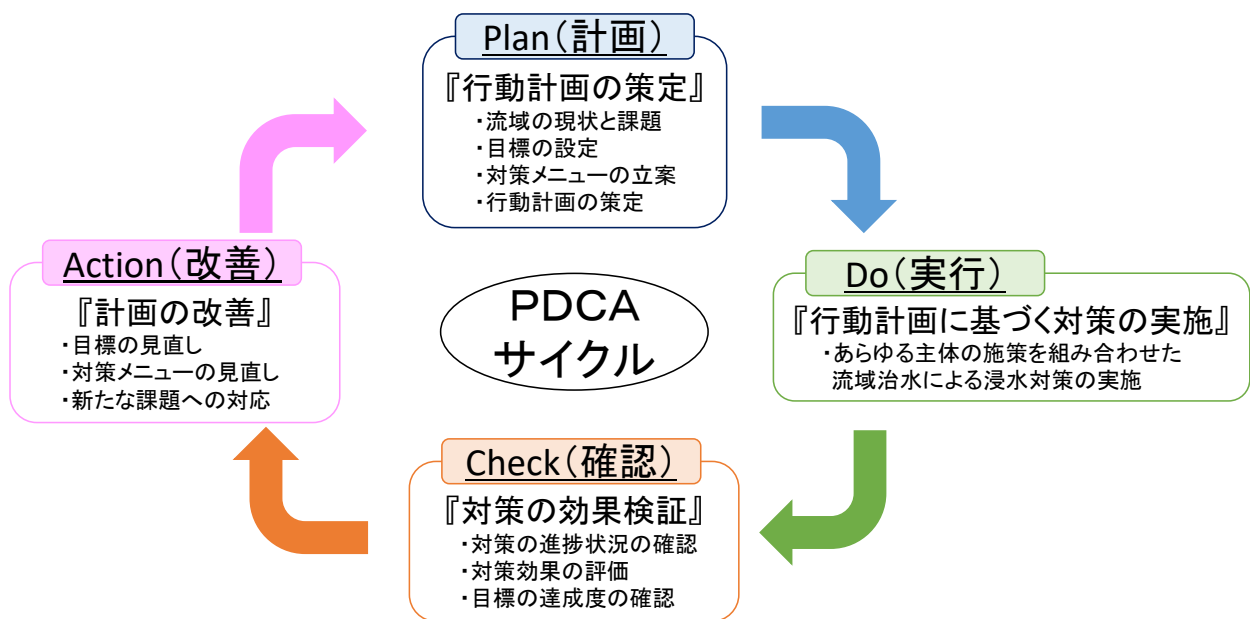 Plan(計画)
『行動計画の策定』
・流域の現状と課題
・目標の設定
・対策メニューの立案
・行動計画の策定
Do(実行)
『行動計画に基づく対策の実施』
・あらゆる主体の施策を組み合わせた
流域治水による浸水対策の実施
Check(確認)
『対策の効果検証』
・対策の進捗状況の確認
・対策効果の評価
・目標の達成度の確認
Action(改善)
『計画の改善』
・目標の見直し
・対策メニューの見直し
・新たな課題への対応
PDCA
サイクル